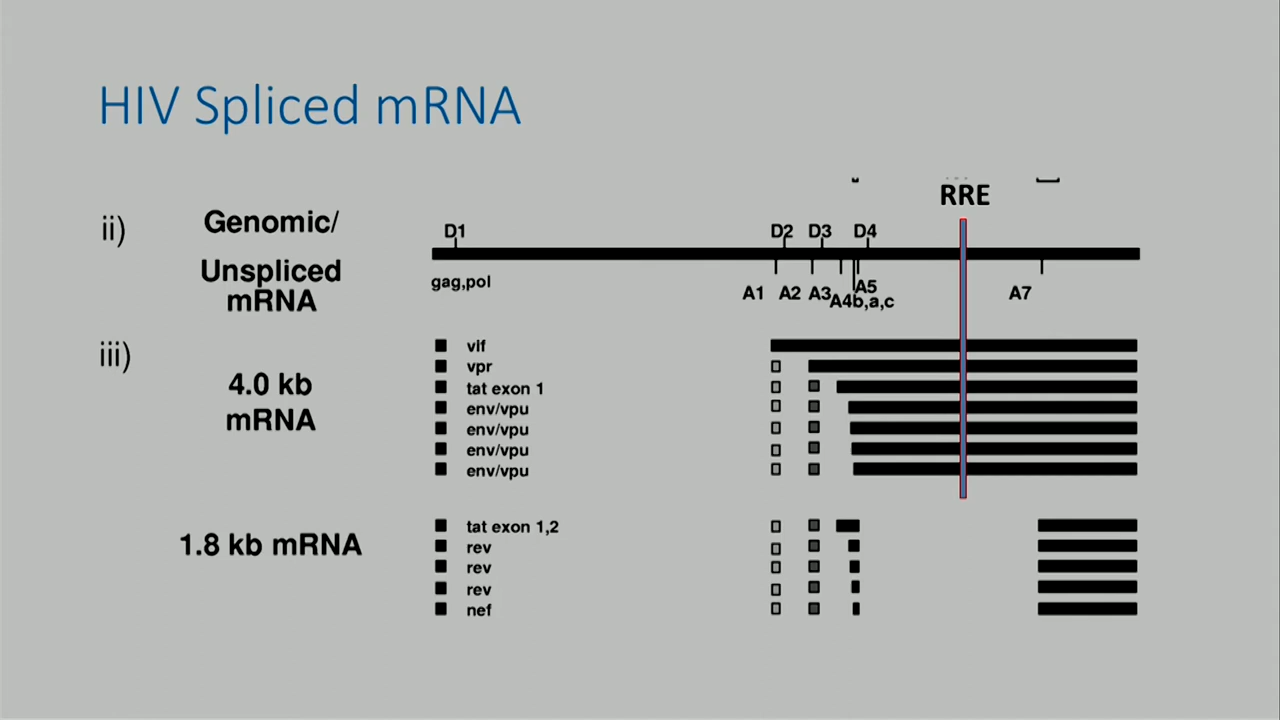 HIV Spliced mRNA
RRE
ii)
Genomic/
Unspliced
mRNA
D1
D2
D3
D4
gag,pol
A1
A2
A3
A4b,a,c
A5
A7
iii)
4.0 kb
mRNA
vif
vpr
tat exon 1
env/vpu
env/vpu
env/vpu
env/vpu
1.8 kb mRNA
tat exon 1,2
rev
rev
rev
nef